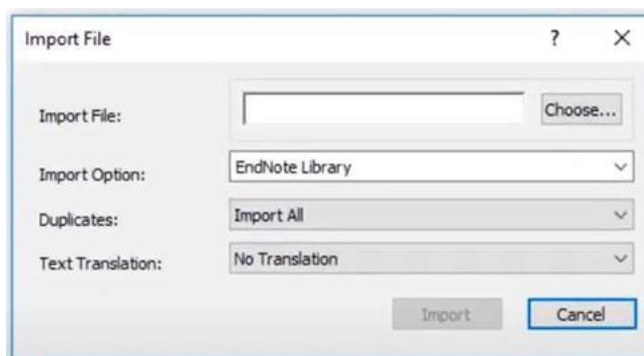 Import File
?
Import File:
Choose...
Import Option:
EndNote Library
Duplicates:
Import All
Text Translation:
No Translation
Import
Cancel